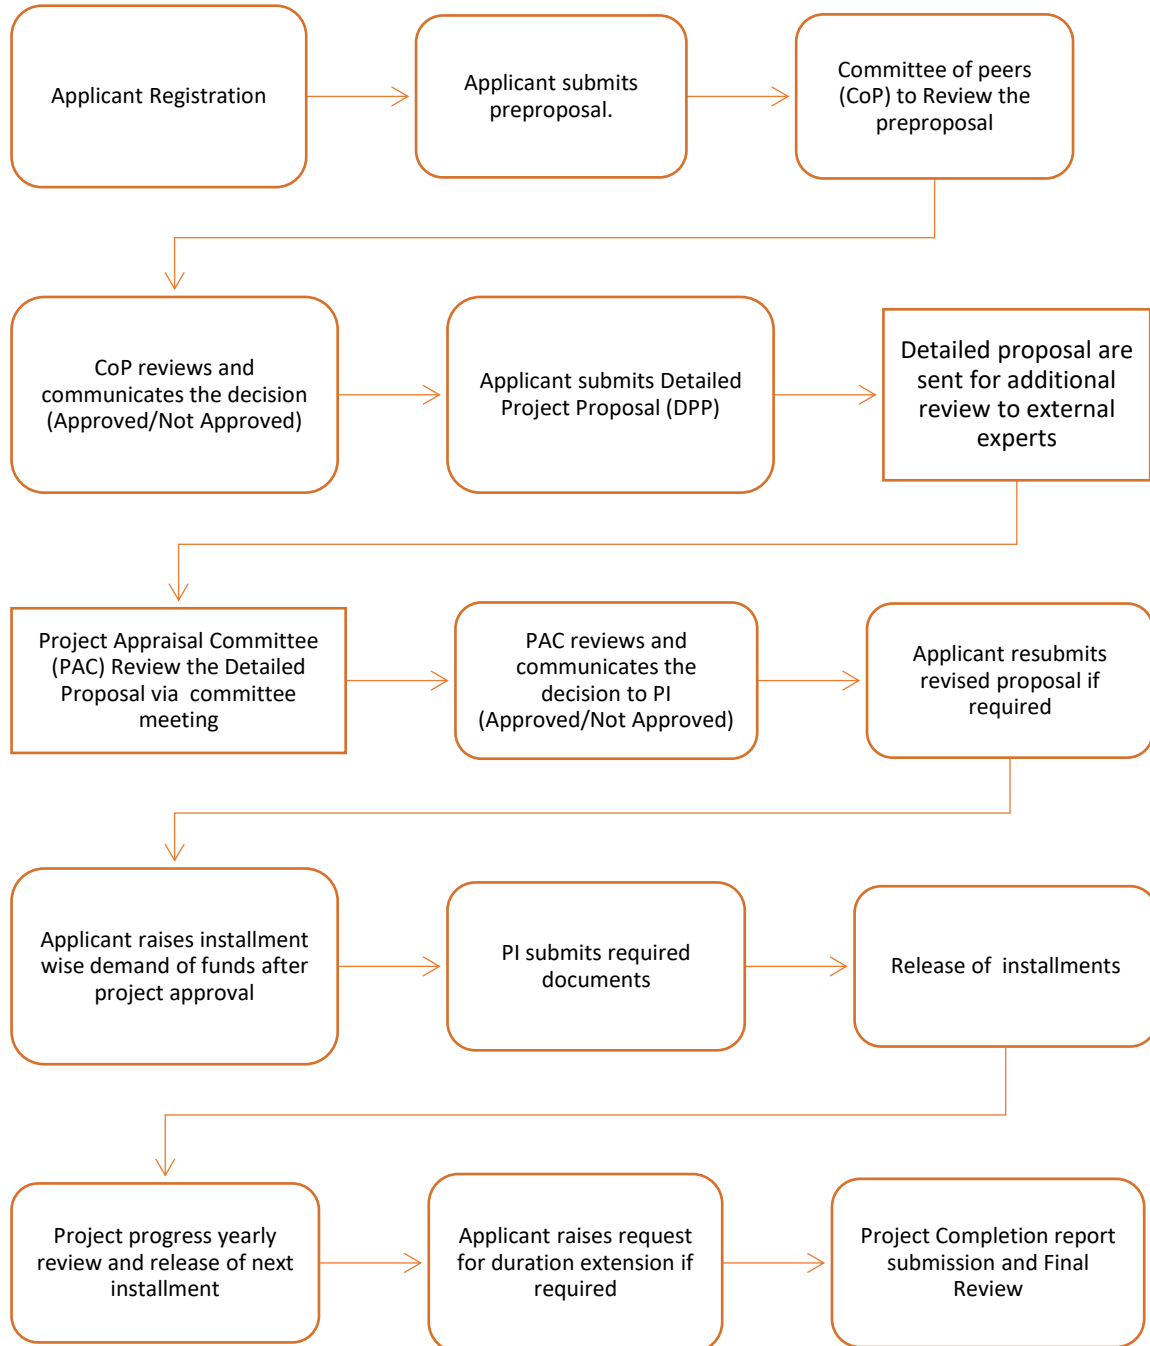 Applicant Registration
Applicant submits
preproposal.
Committee of peers
(CoP) to Review the
preproposal
CoP reviews and
communicates the decision
(Approved/Not Approved)
Applicant submits Detailed
Project Proposal (DPP)
Detailed proposal are
sent for additional
review to external
experts
Project Appraisal Committee
(PAC) Review the Detailed
Proposal via  committee
meeting
PAC reviews and
communicates the
decision to PI
(Approved/Not Approved)
Applicant resubmits
revised proposal if
required
Applicant raises installment
wise demand of funds after
project approval
PI submits required
documents
Release of  installments
Project progress yearly
review and release of next
installment
Applicant raises request
for duration extension if
required
Project Completion report
submission and Final
Review